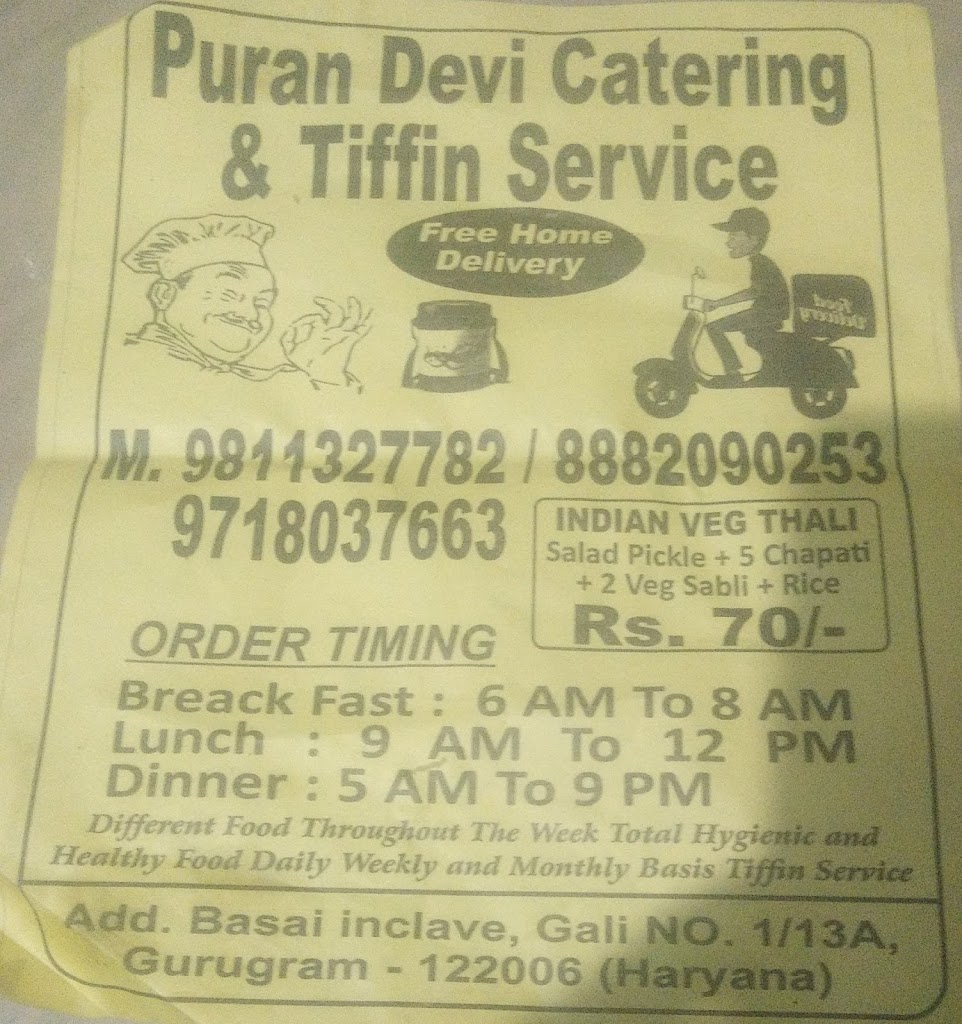 Puran Devi Catering
& Tiffin Service
Free Home
Delivery
Food
Delivery
M. 9811327782 / 8882090253
9718037663
INDIAN VEG THALI
Salad Pickle + 5 Chapati
+ 2 Veg Sabli + Rice
Rs. 70/-
ORDER TIMING
Breack Fast : 6 AM To 8 AM
Lunch : 9 AM To 12 PM
Dinner : 5 AM To 9 PM
Different Food Throughout The Week Total Hygienic and
Healthy Food Daily Weekly and Monthly Basis Tiffin Service
Add. Basai inclave, Gali NO. 1/13A,
Gurugram - 122006 (Haryana)